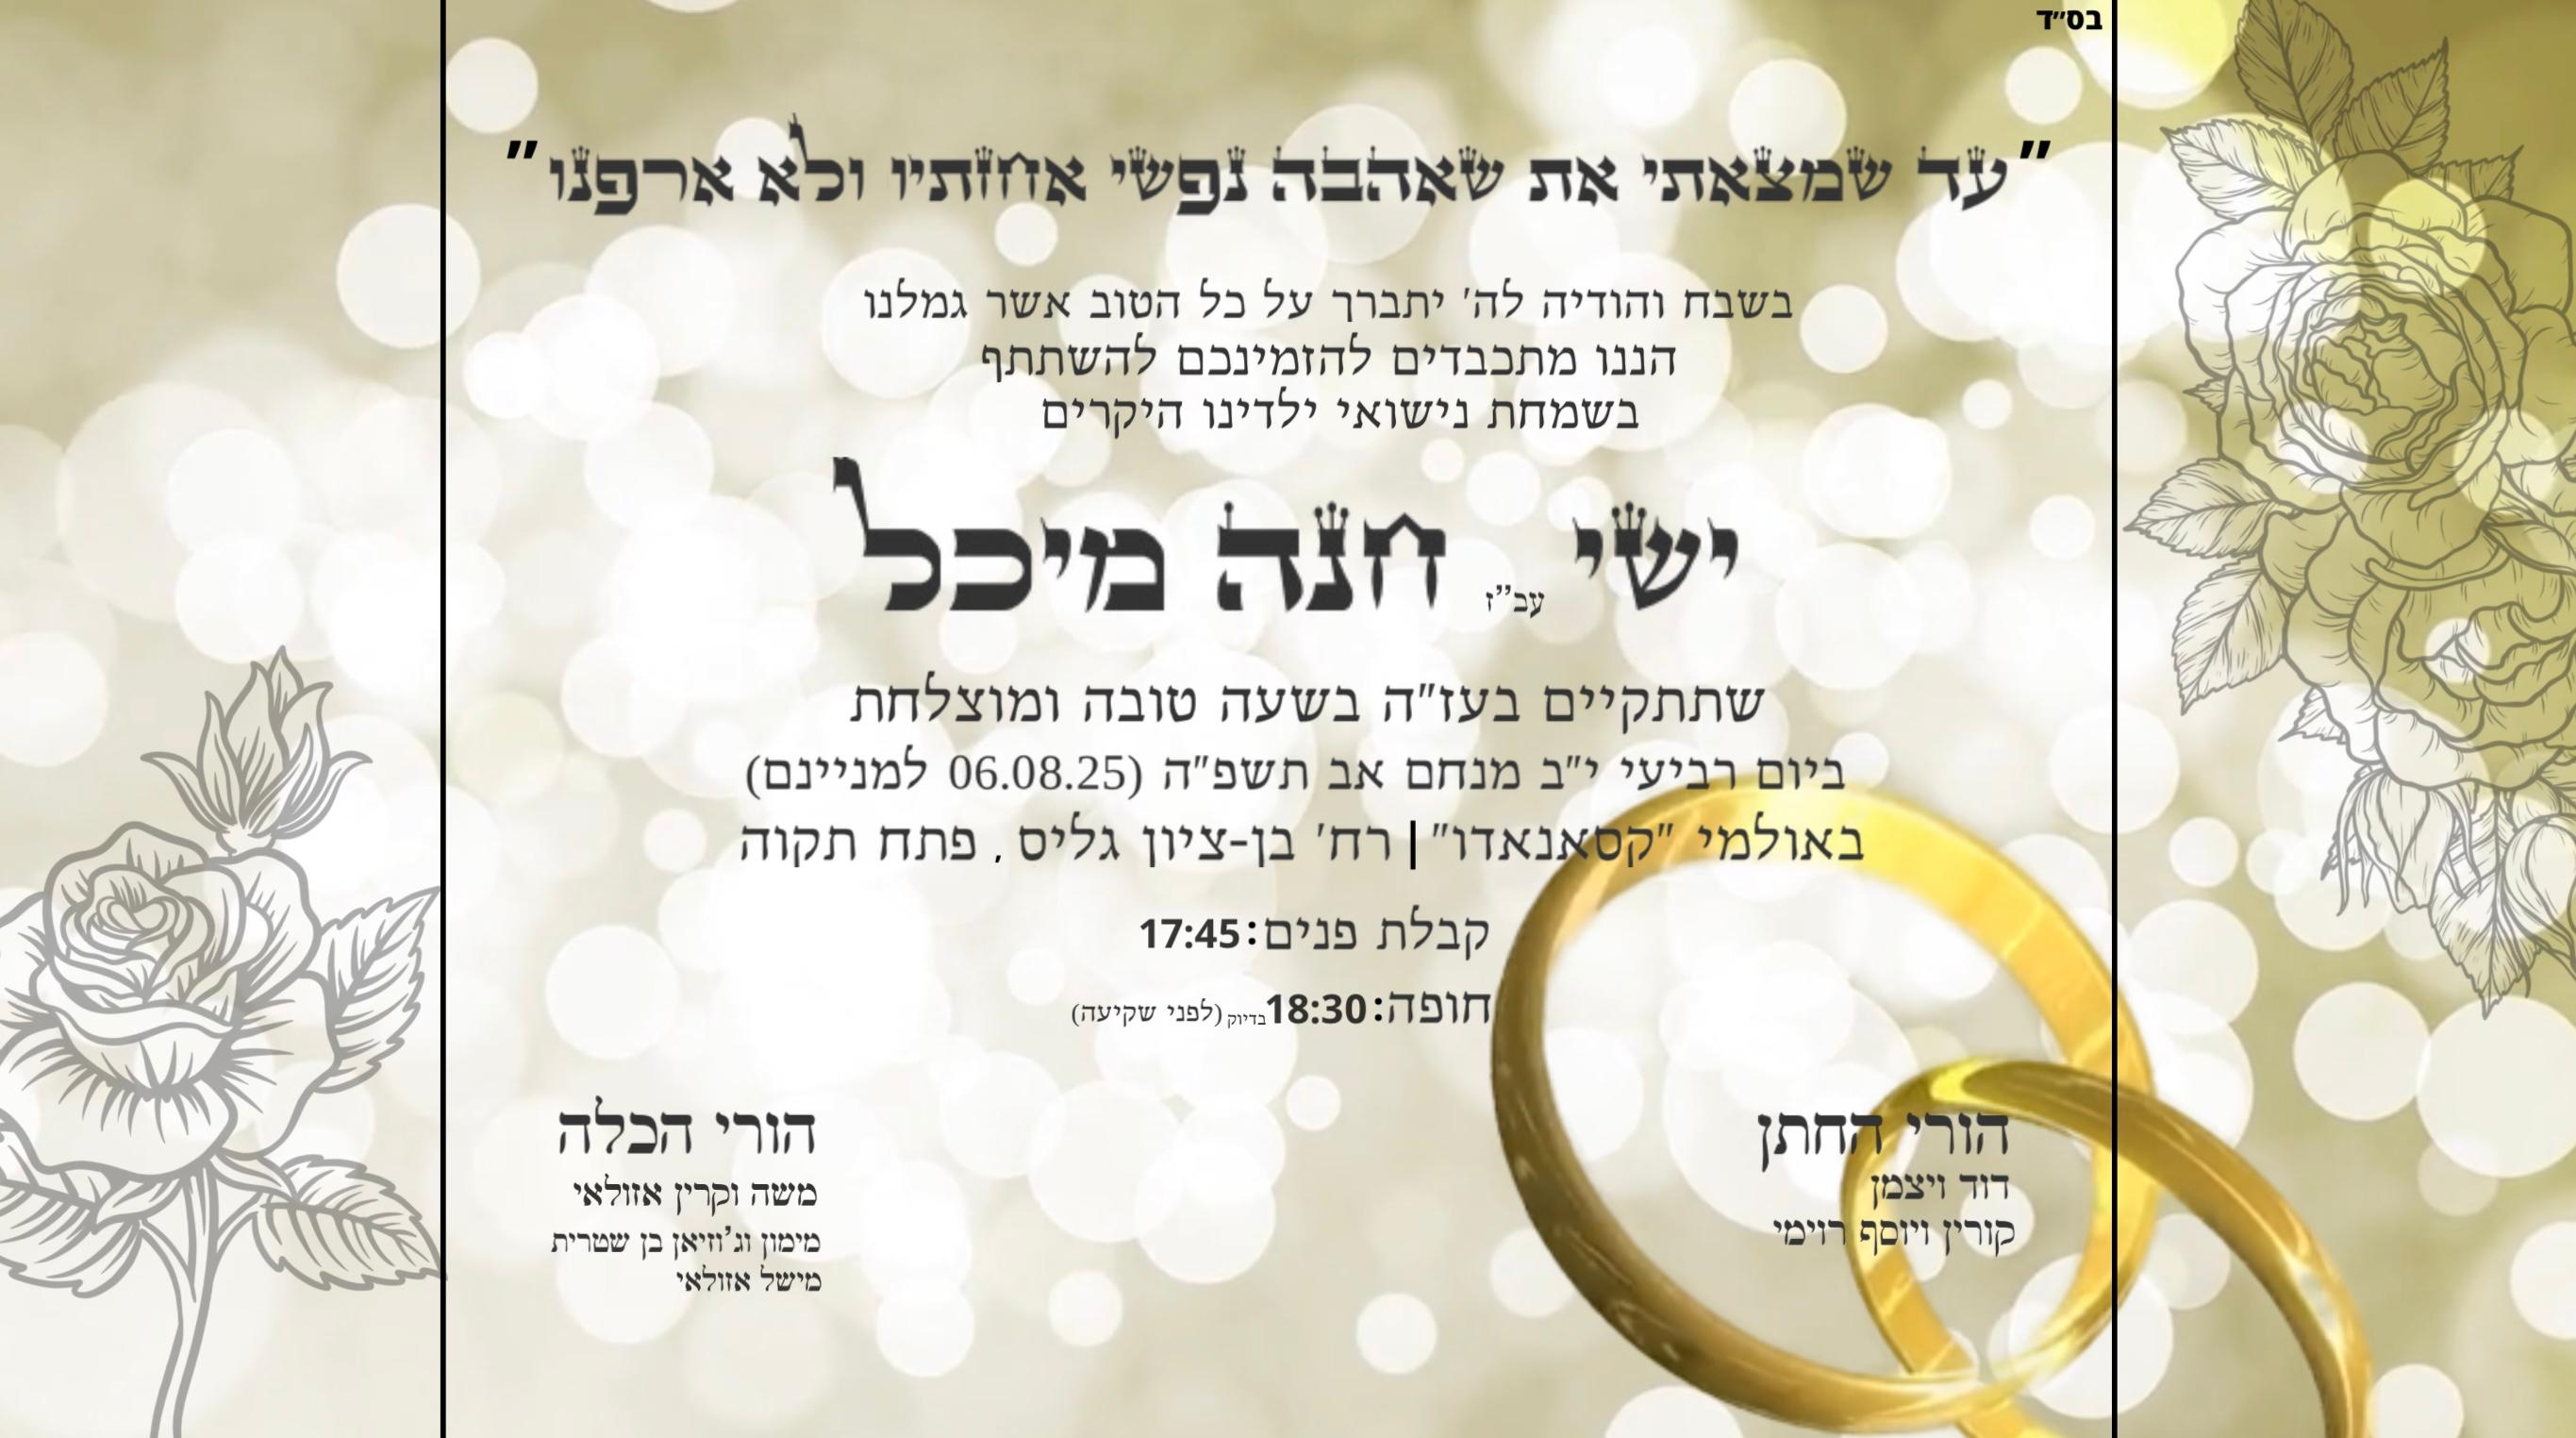 בס״ד
״עד שמצאתי את שאהבה נפשי אחזתיו ולא ארפנו״
בשבח והודיה לה' יתברך על כל הטוב אשר גמלנו
הננו מתכבדים להזמינכם להשתתף
בשמחת נישואי ילדינו היקרים
ישי עב"ז חנה מיכל
שתתקיים בעז"ה בשעה טובה ומוצלחת
ביום רביעי י"ב מנחם אב תשפ"ה (06.08.25 למניינם)
באולמי "קסאנאדו" | רח' בן-ציון גליס, פתח תקוה
קבלת פנים: 17:45
חופה: 18:30 בדיוק (לפני שקיעה)
הורי החתן
דוד ויצמן
קורין ויוסף רוימי
הורי הכלה
משה וקרין אזולאי
מימון וג'וזיאן בן שטרית
מישל אזולאי